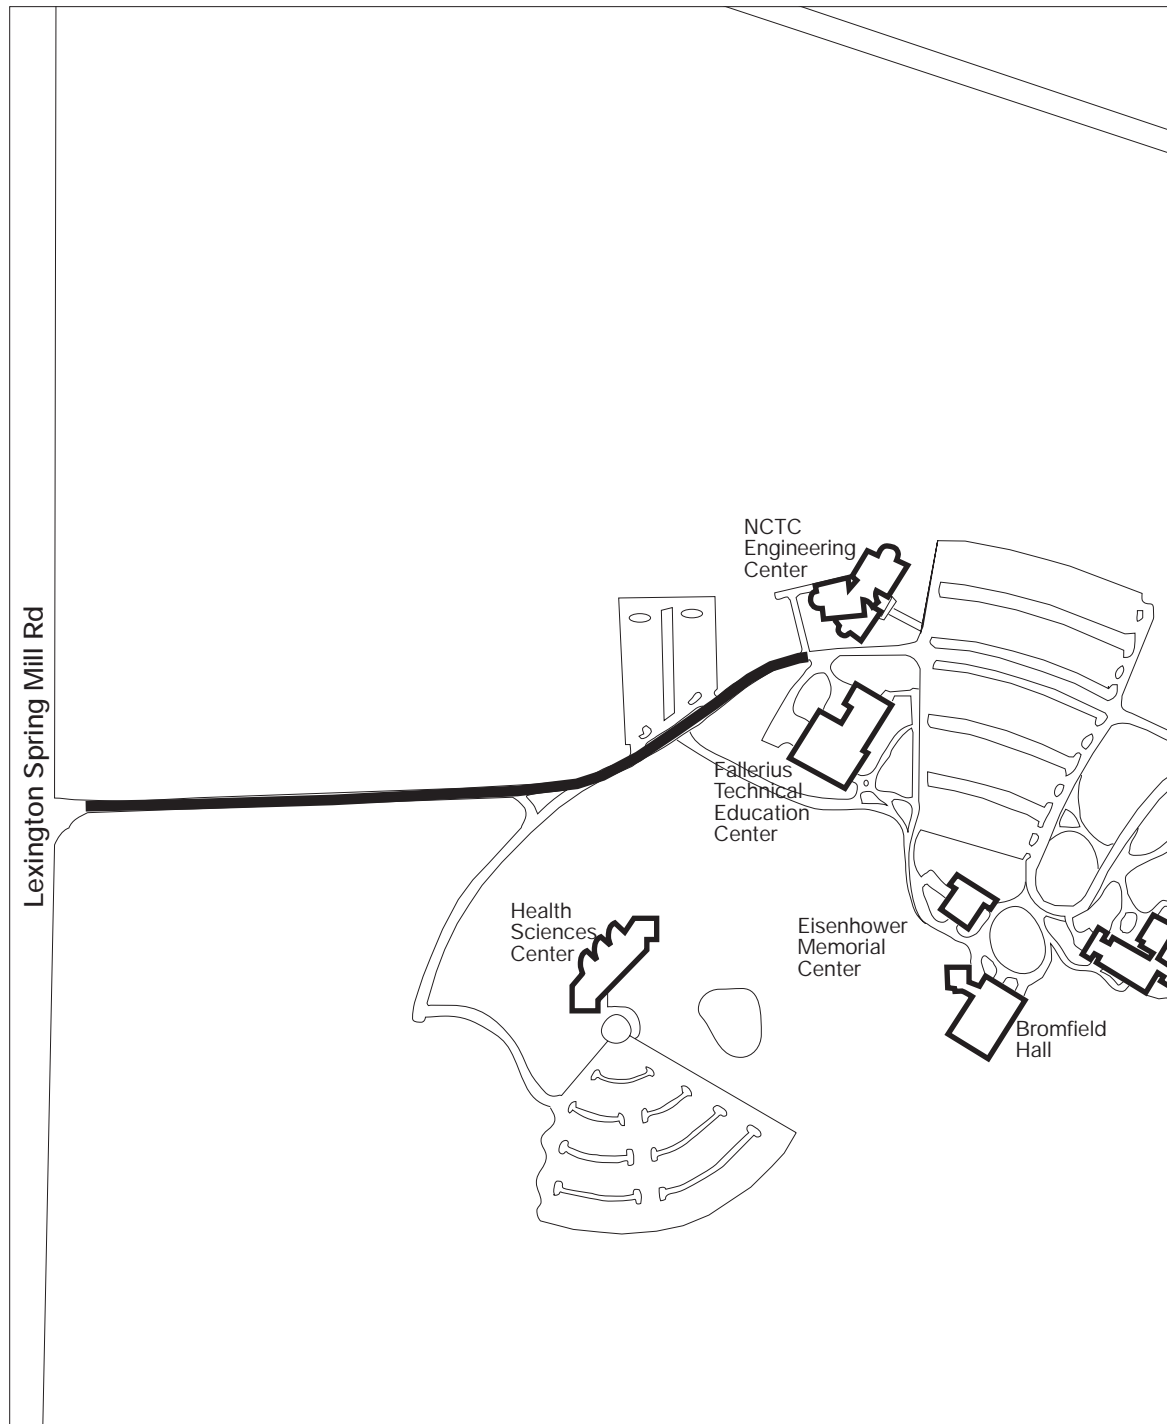 NCTC
Engineering
Center
Lexington Spring Mill Rd
Fallerius
Technical
Education
Center
Health
Sciences
Center
Eisenhower
Memorial
Center
Bromfield
Hall